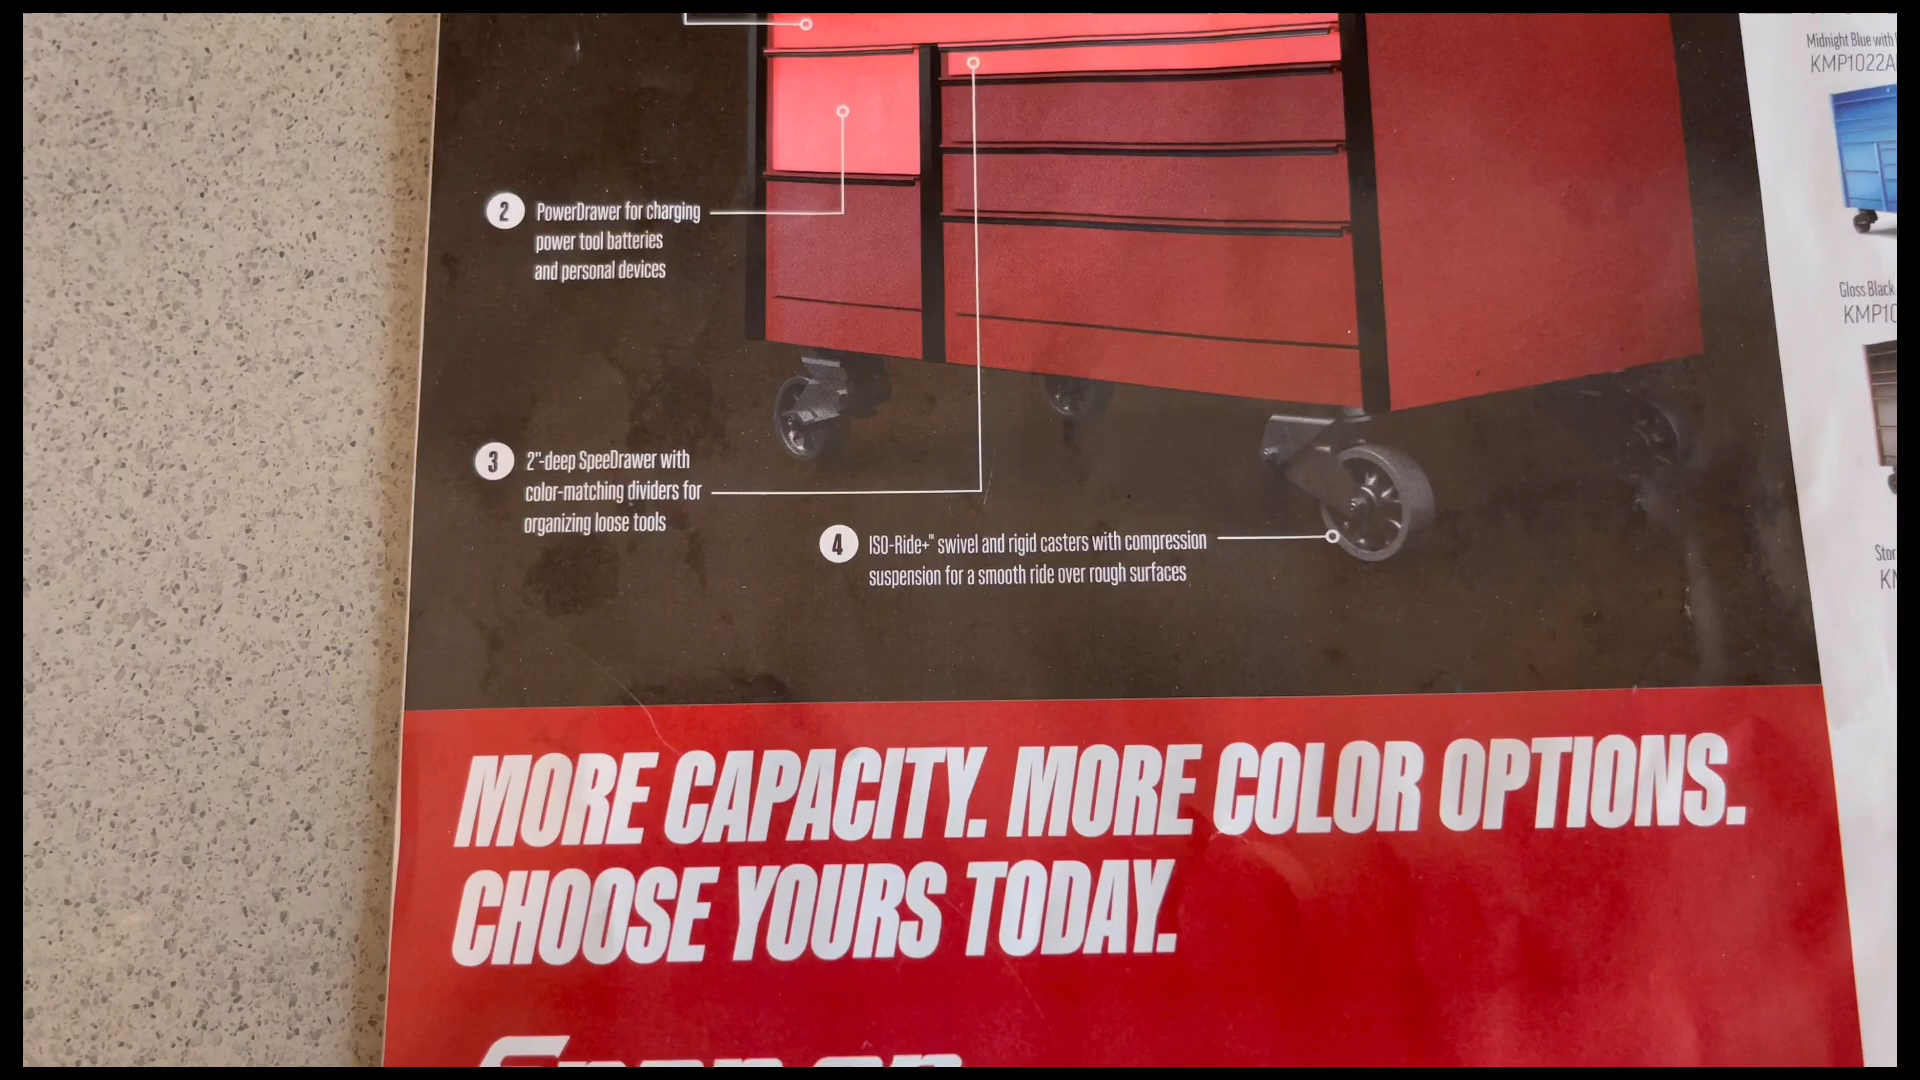 2 PowerDrawer for charging
power tool batteries
and personal devices
3 2"-deep SpeeDrawer with
color-matching dividers for
organizing loose tools
4 ISO-Ride+™ swivel and rigid casters with compression
suspension for a smooth ride over rough surfaces
MORE CAPACITY. MORE COLOR OPTIONS.
CHOOSE YOURS TODAY.
Midnight Blue with
KMP1022A
Gloss Black